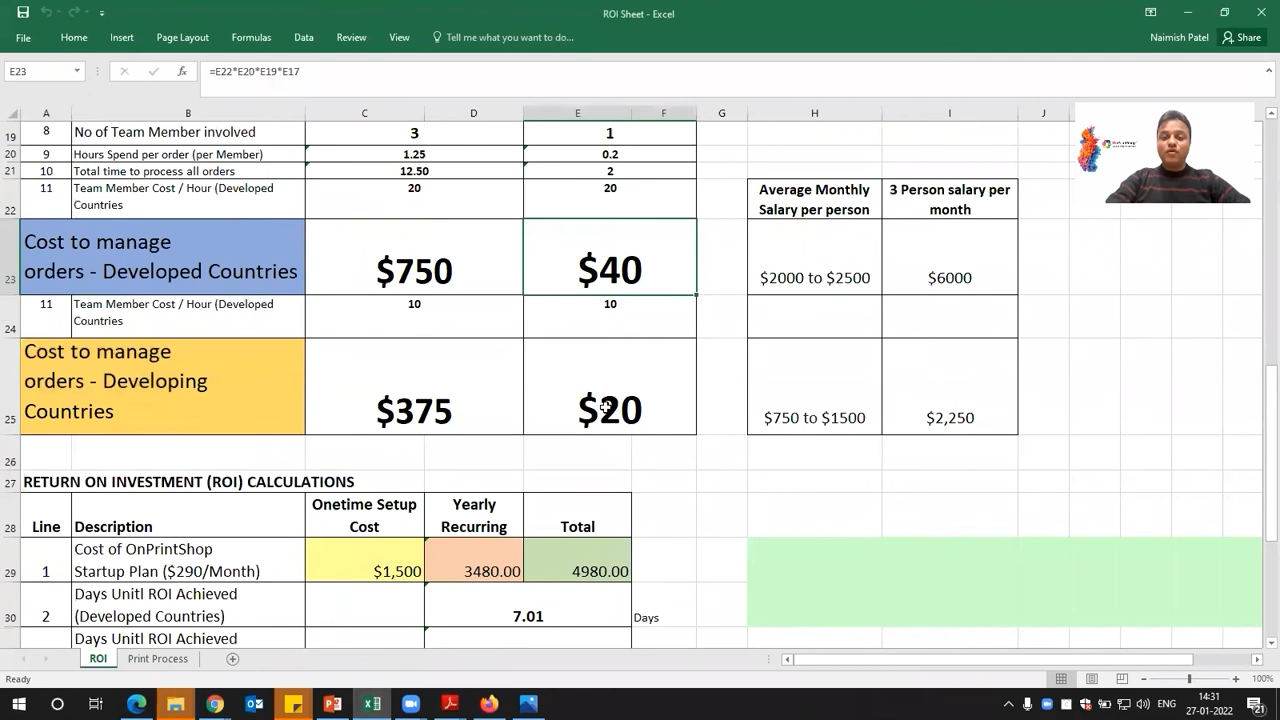 ROI Sheet - Excel
File Home Insert Page Layout Formulas Data Review View Tell me what you want to do... Naimish Patel Share
E23 fx =E22*E20*E19*E17
A B C D E F G H I J
19 8 No of Team Member involved 3 1
20 9 Hours Spend per order (per Member) 1.25 0.2
21 10 Total time to process all orders 12.50 2
22 11 Team Member Cost / Hour (Developed 20 20
Countries
Average Monthly 3 Person salary per
Salary per person month
23 Cost to manage
orders - Developed Countries $750 $40 $2000 to $2500 $6000
24 11 Team Member Cost / Hour (Developed 10 10
Countries
25 Cost to manage
orders - Developing
Countries $375 $20 $750 to $1500 $2,250
26
27 RETURN ON INVESTMENT (ROI) CALCULATIONS
28 Onetime Setup Yearly
Line Description Cost Recurring Total
29 Cost of OnPrintShop
1 Startup Plan ($290/Month) $1,500 3480.00 4980.00
30 Days Unitl ROI Achieved
2 (Developed Countries) 7.01 Days
Days Unitl ROI Achieved
ROI Print Process
Ready 100%
ENG 14:31
27-01-2022 21